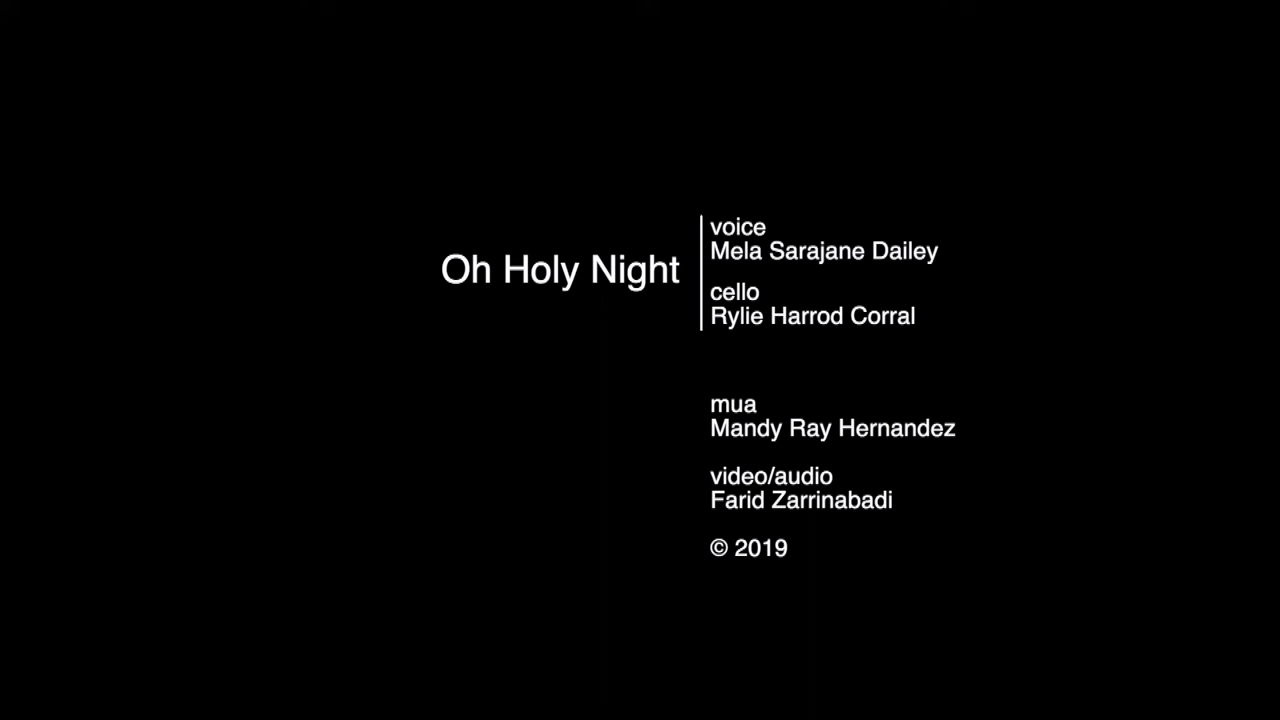 Oh Holy Night
voice
Mela Sarajane Dailey
cello
Rylie Harrod Corral
mua
Mandy Ray Hernandez
video/audio
Farid Zarrinabadi
© 2019